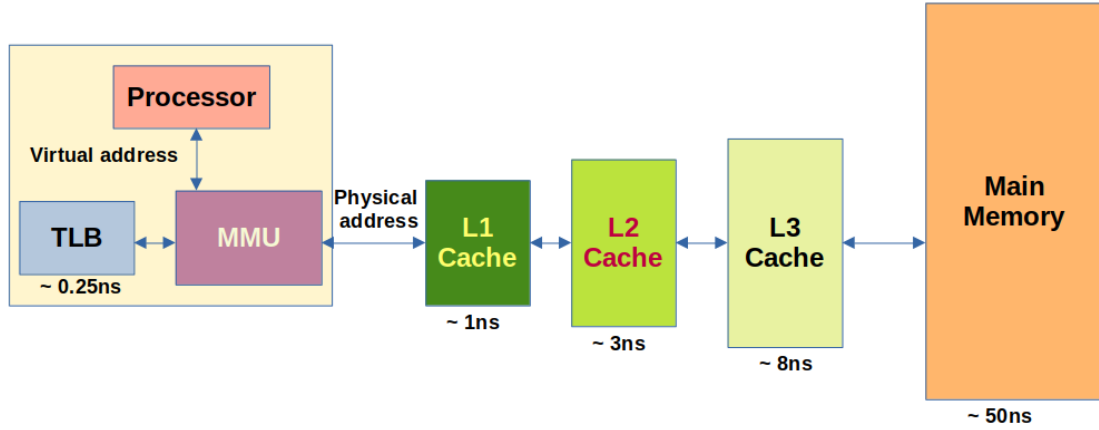 Processor
Virtual address
TLB
MMU
~ 0.25ns
Physical
address
L1
Cache
~ 1ns
L2
Cache
~ 3ns
L3
Cache
~ 8ns
Main
Memory
~ 50ns